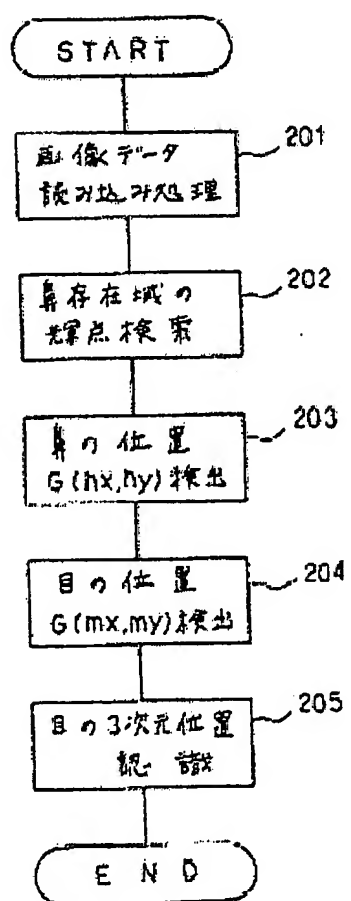 START
画像データ
読み込み処理
201
鼻存在域の
輝点検索
202
鼻の位置
G(hx,hy)検出
203
目の位置
G(mx,my)検出
204
目の3次元位置
認識
205
END